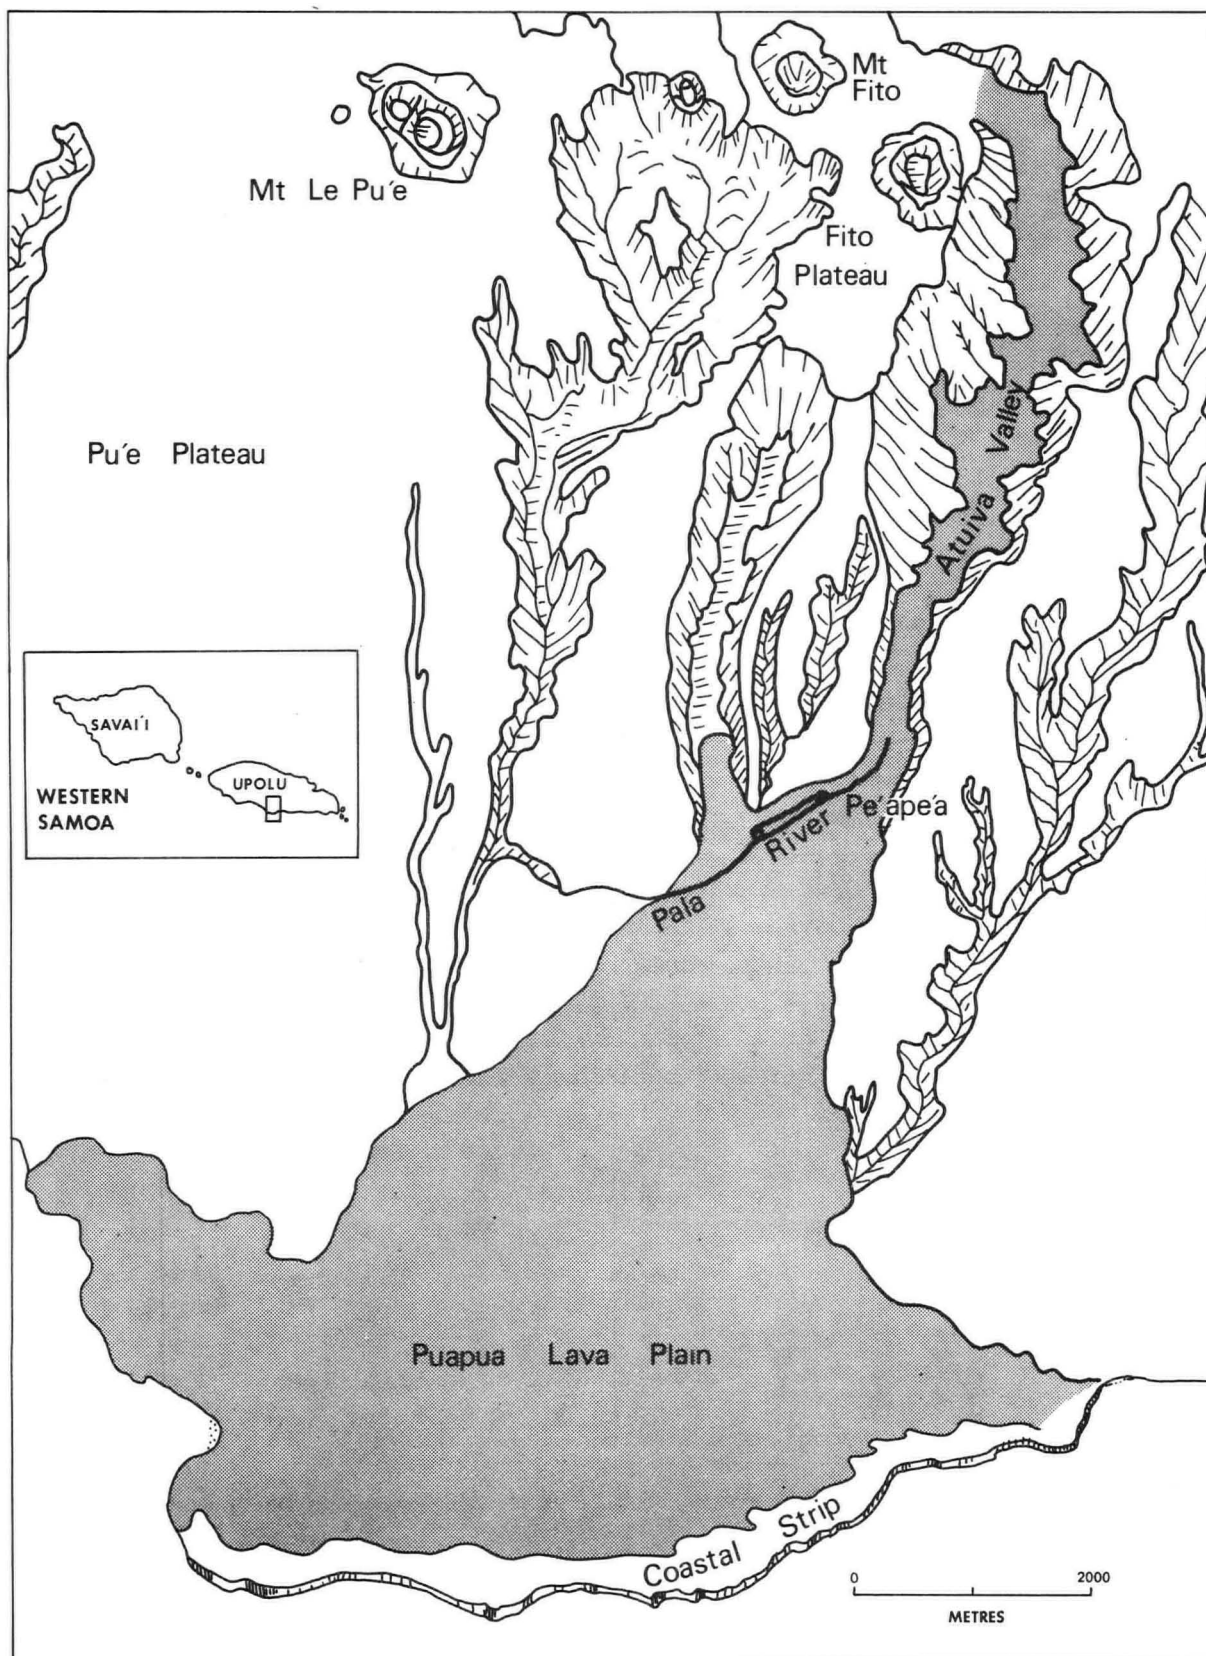 Mt
Fito
Mt Le Pu'e
Fito
Plateau
Pu'e Plateau
Valley
Atuiva
SAVAI'I
UPOLU
WESTERN
SAMOA
River Pe'ape'a
Pala
Puapua Lava Plain
Coastal Strip
0 2000
METRES